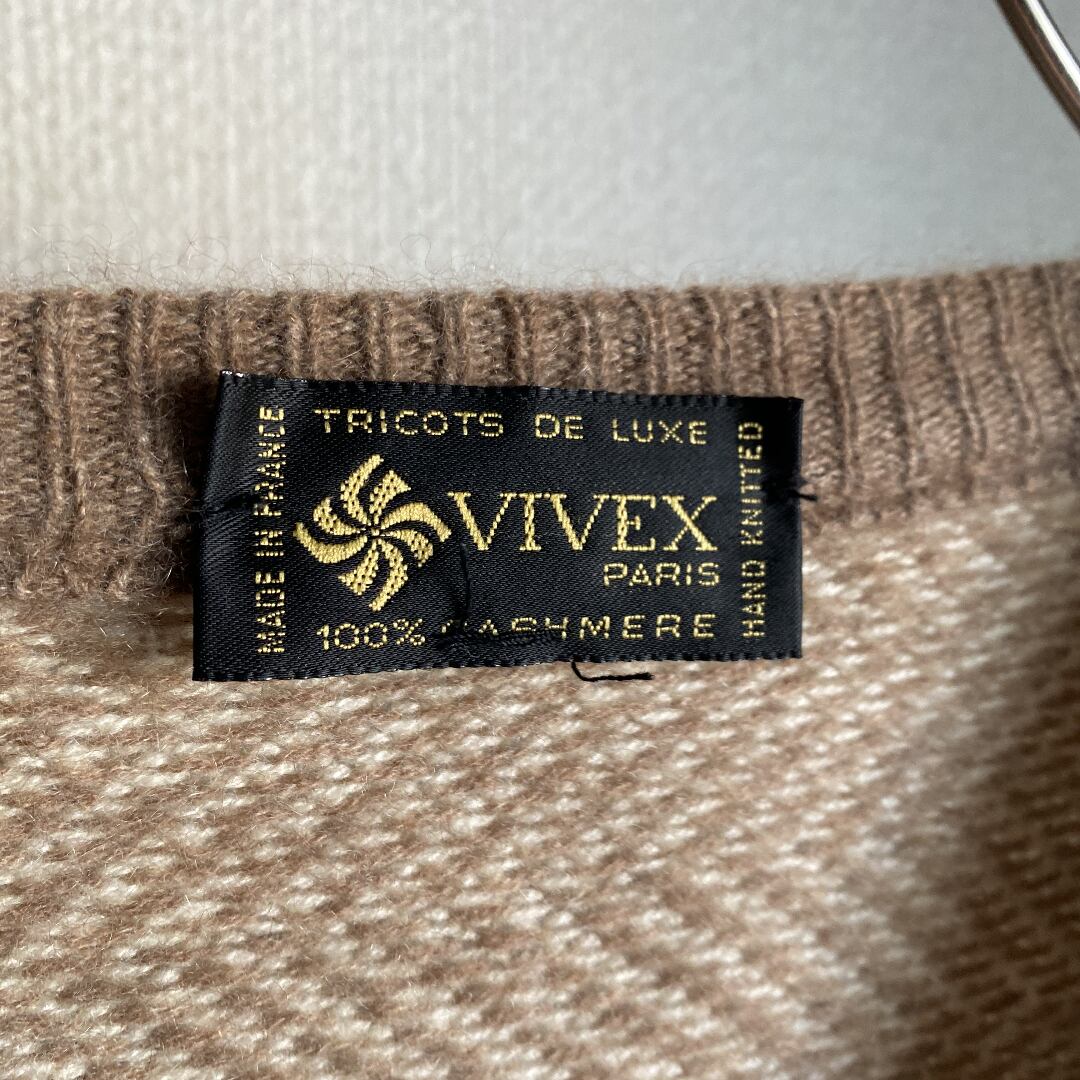 TRICOTS DE LUXE
MADE IN FRANCE
VIVEX
PARIS
100% CASHMERE
HAND KNITTED